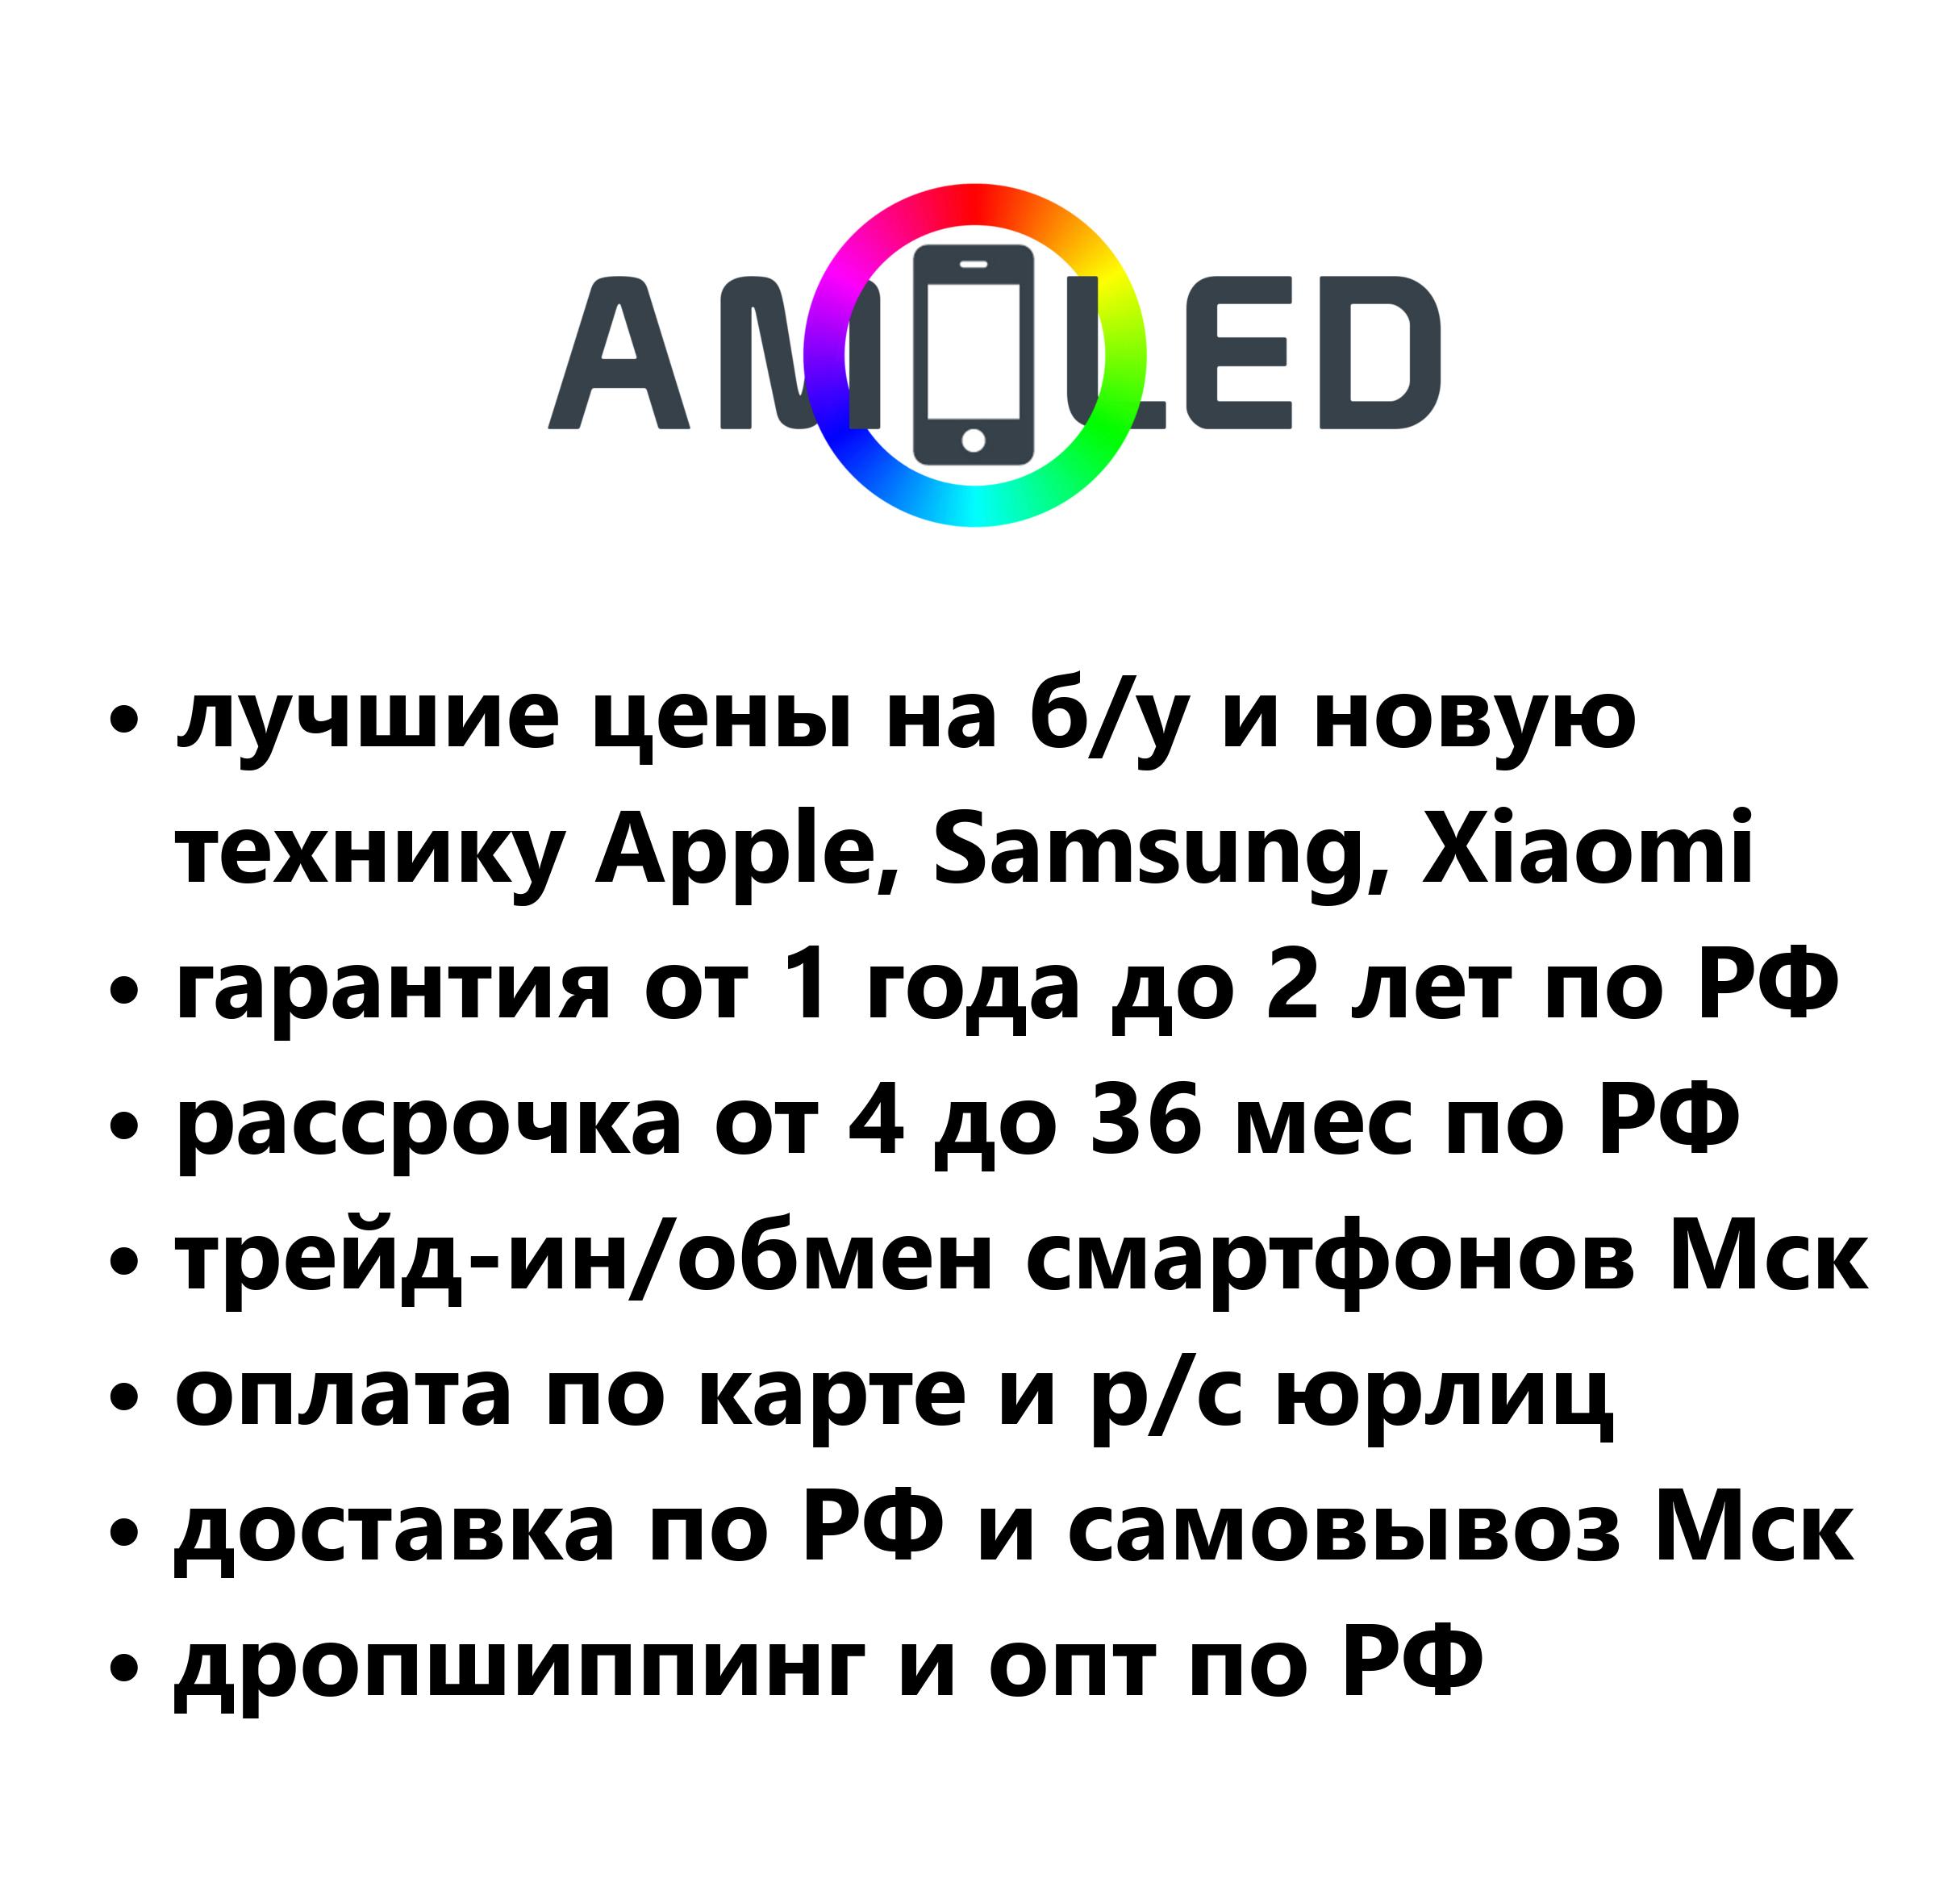 AMOLED
• лучшие цены на б/у и новую
технику Apple, Samsung, Xiaomi
• гарантия от 1 года до 2 лет по РФ
• рассрочка от 4 до 36 мес по РФ
• трейд-ин/обмен смартфонов Мск
• оплата по карте и р/с юрлиц
• доставка по РФ и самовывоз Мск
• дропшиппинг и опт по РФ